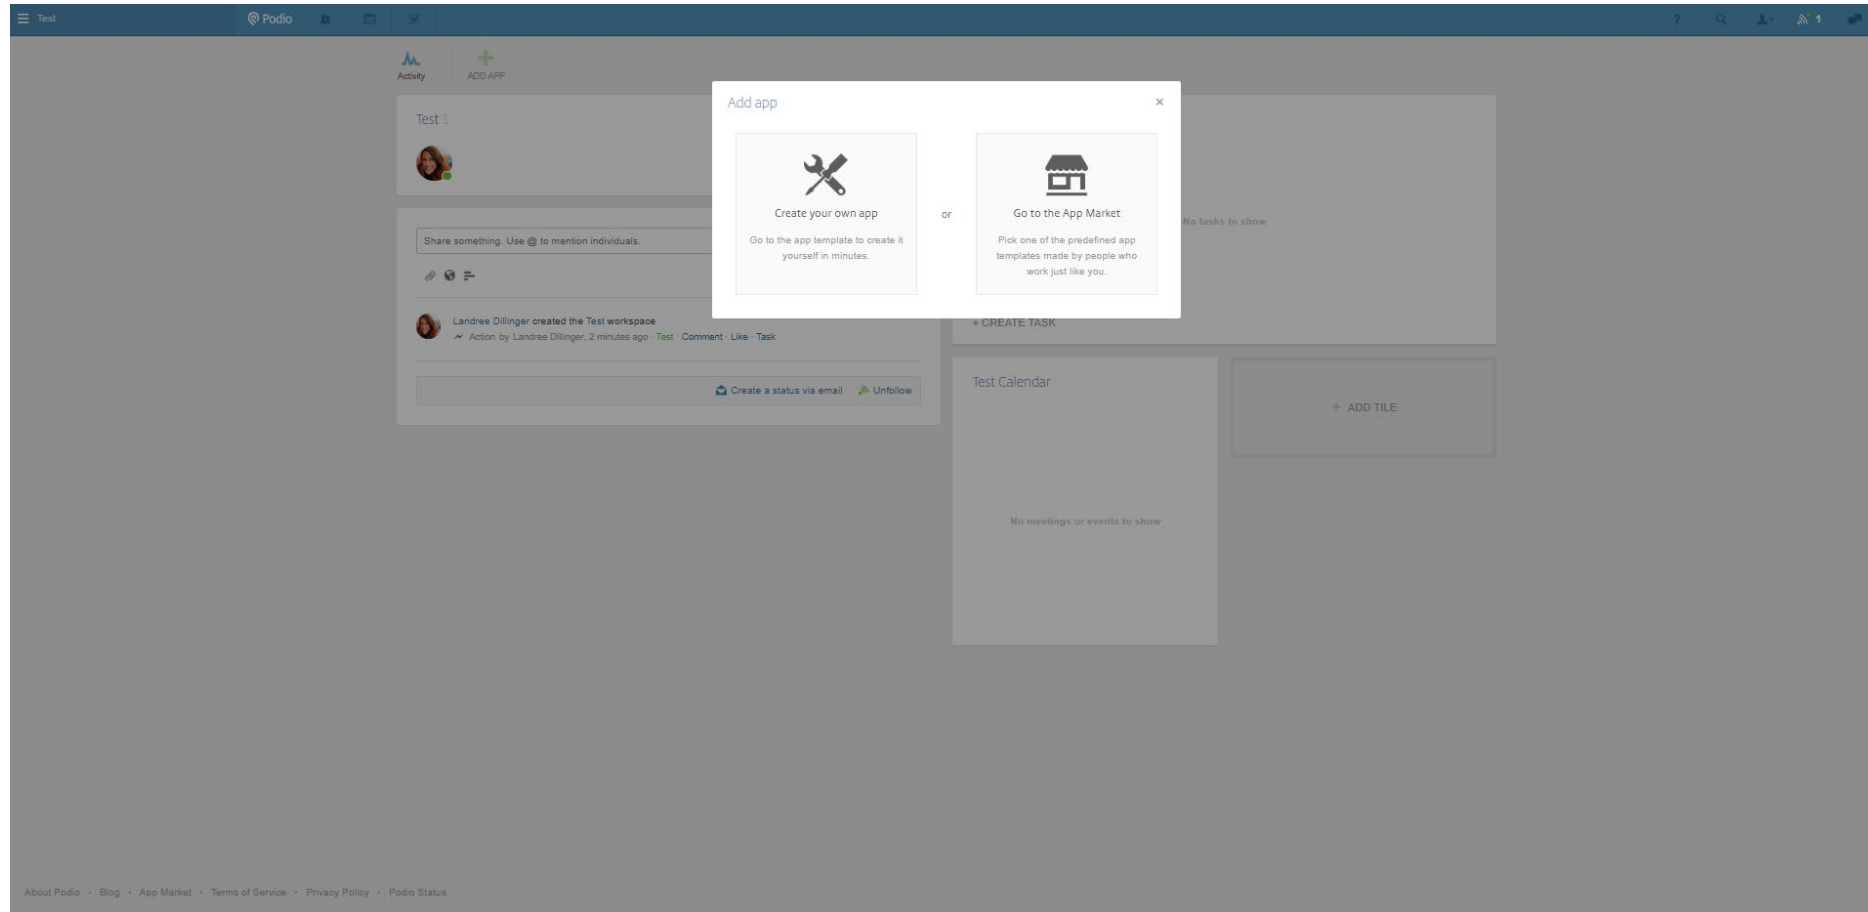 Test
Podio
? 1
Activity
ADD APP
Test 1
Share something. Use @ to mention individuals.
Landree Dillinger created the Test workspace
Action by Landree Dillinger, 2 minutes ago · Test · Comment · Like · Task
Create a status via email Unfollow
Add app ×
Create your own app
Go to the app template to create it
yourself in minutes.
or
Go to the App Market
Pick one of the predefined app
templates made by people who
work just like you.
No tasks to show
+ CREATE TASK
Test Calendar
No meetings or events to show
+ ADD TILE
About Podio · Blog · App Market · Terms of Service · Privacy Policy · Podio Status